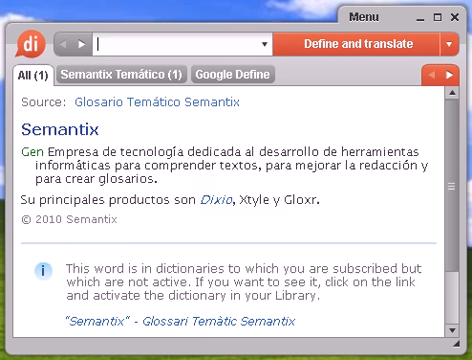 Menu
di
Define and translate
All (1)
Semantix Temático (1)
Google Define
Source: Glosario Temático Semantix
Semantix
Gen Empresa de tecnología dedicada al desarrollo de herramientas
informáticas para comprender textos, para mejorar la redacción y
para crear glosarios.
Su principales productos son Dixio, Xtyle y Gloxr.
© 2010 Semantix
i
This word is in dictionaries to which you are subscribed but
which are not active. If you want to see it, click on the link
and activate the dictionary in your Library.
"Semantix" - Glossari Temàtic Semantix